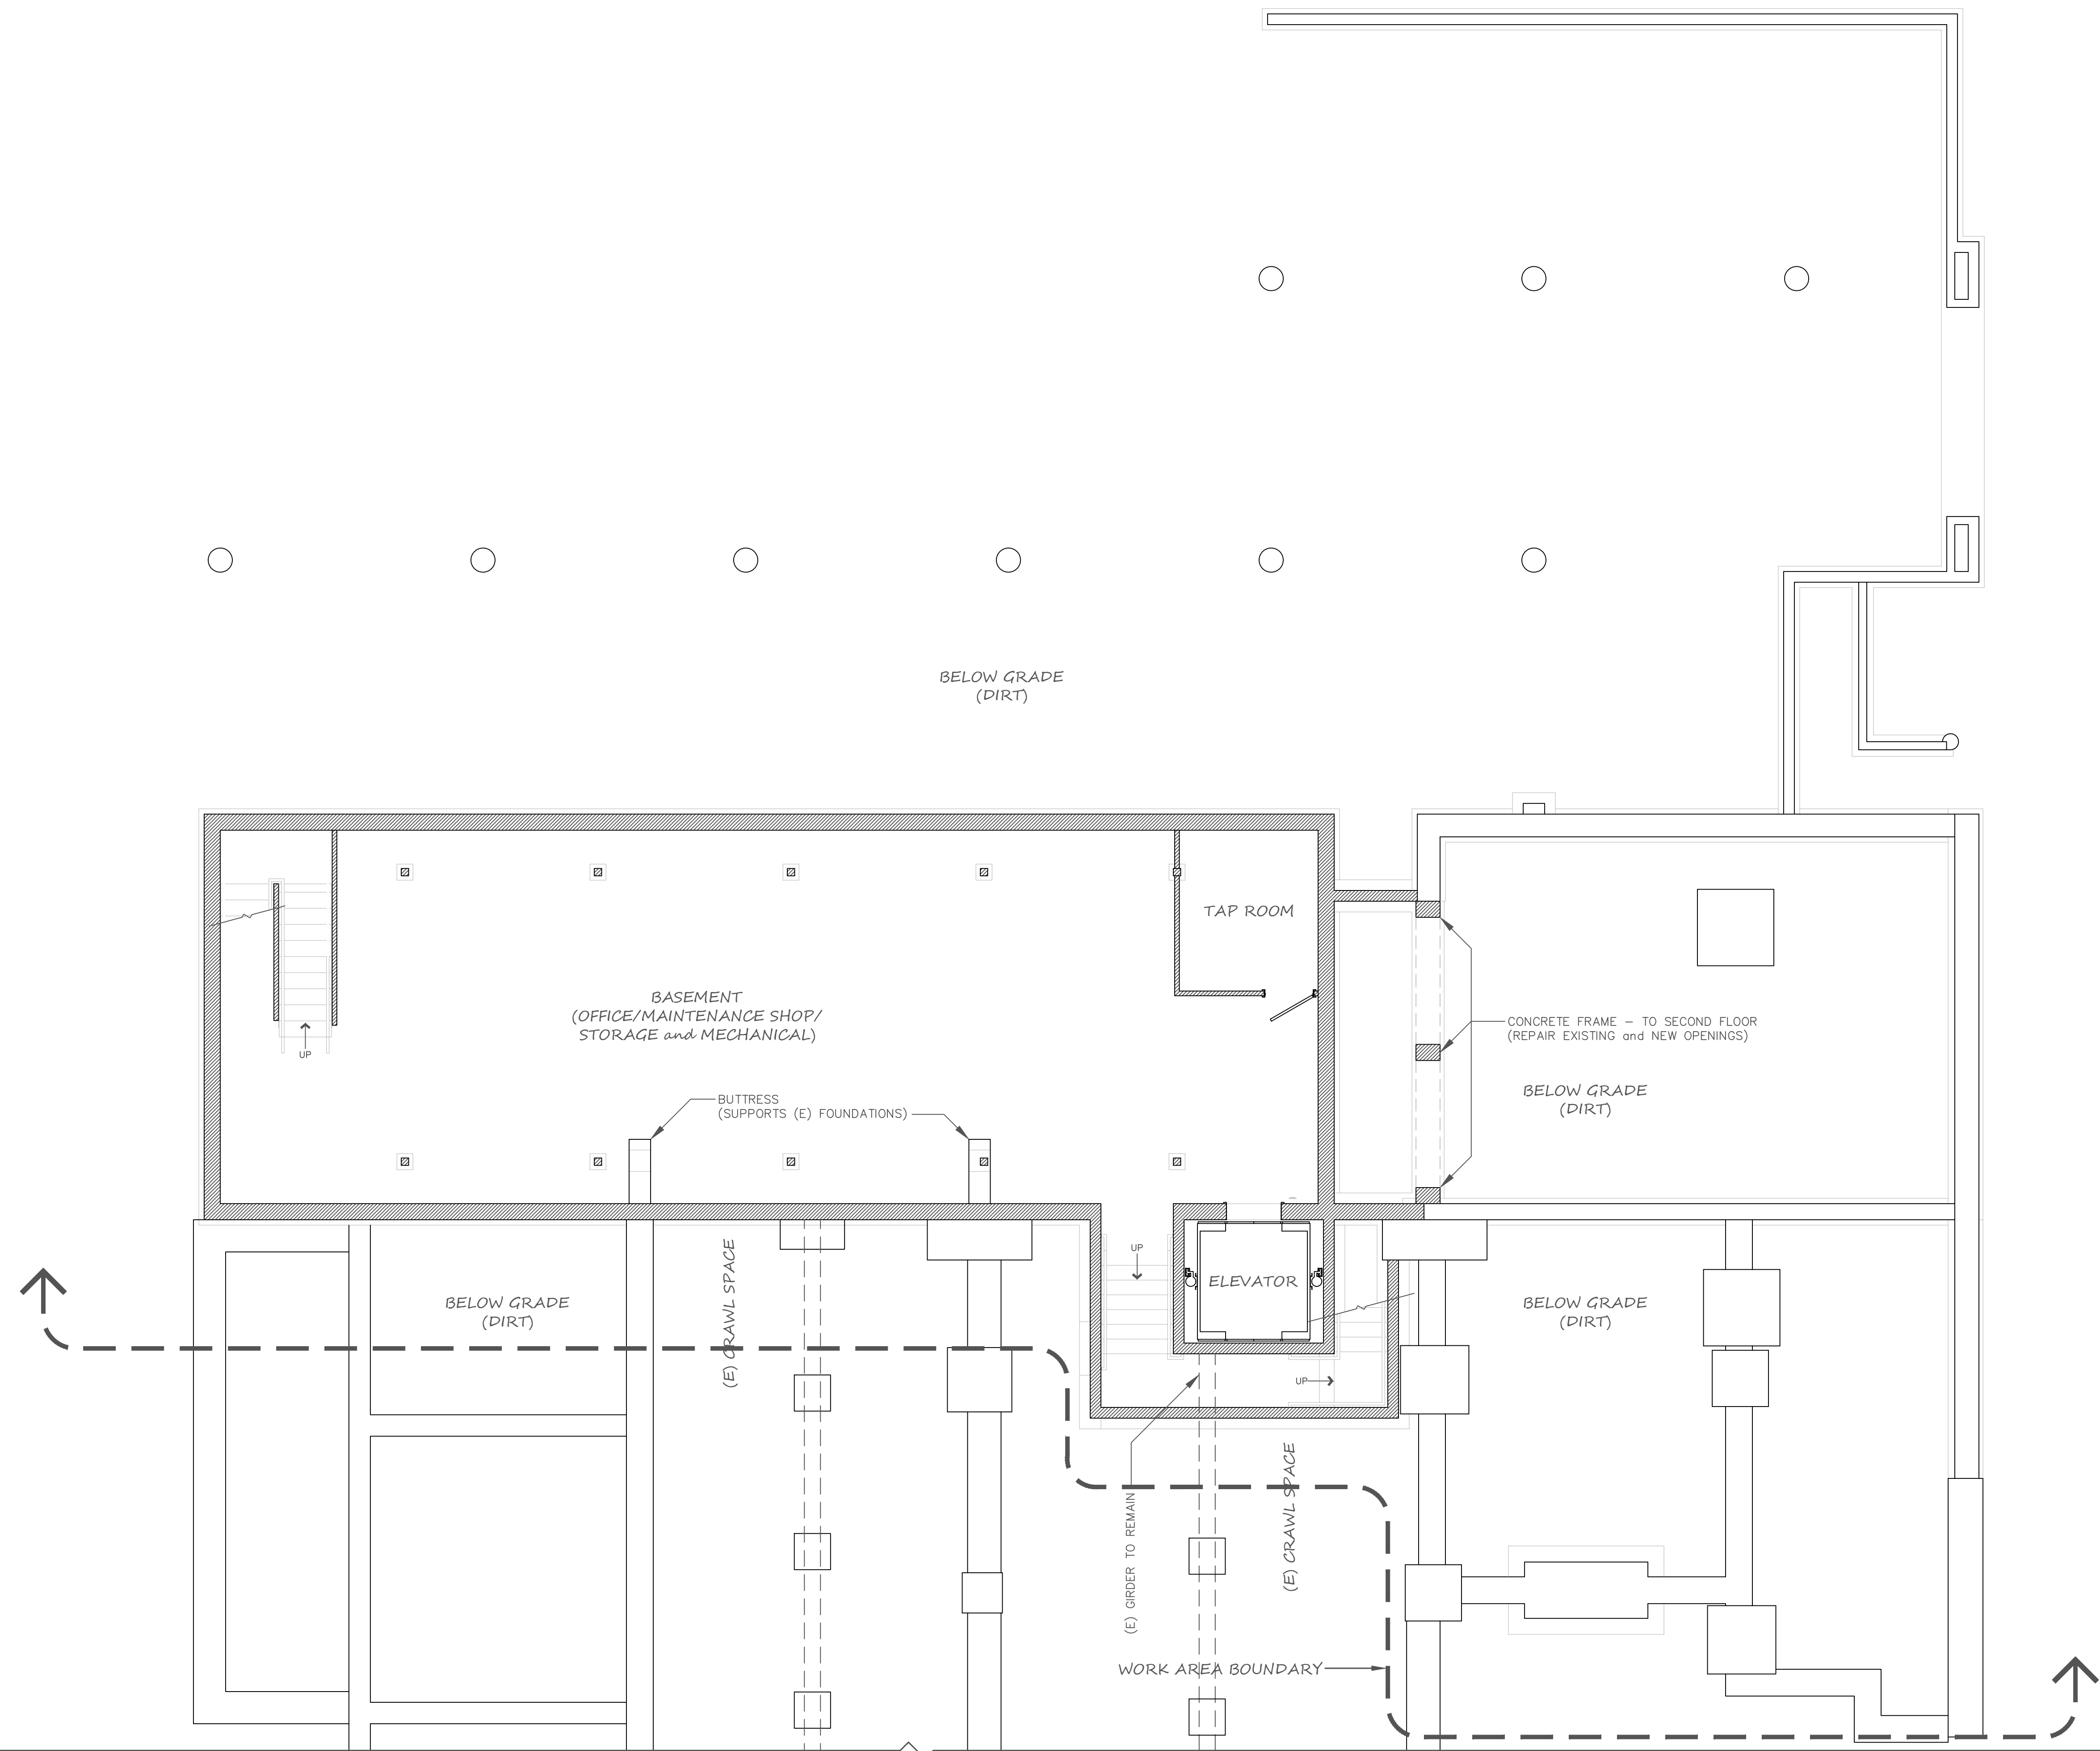 BELOW GRADE
(DIRT)
TAP ROOM
BASEMENT
(OFFICE/MAINTENANCE SHOP/
STORAGE and MECHANICAL)
UP
CONCRETE FRAME – TO SECOND FLOOR
(REPAIR EXISTING and NEW OPENINGS)
BELOW GRADE
(DIRT)
BUTTRESS
(SUPPORTS (E) FOUNDATIONS)
BELOW GRADE
(DIRT)
(E) CRAWL SPACE
UP
ELEVATOR
BELOW GRADE
(DIRT)
UP
(E) GIRDER TO REMAIN
(E) CRAWL SPACE
WORK AREA BOUNDARY